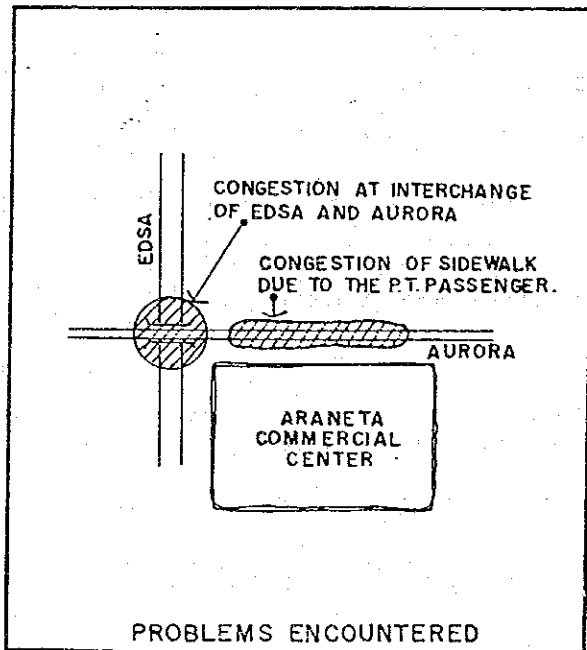 CONGESTION AT INTERCHANGE
OF EDSA AND AURORA
EDSA
CONGESTION OF SIDEWALK
DUE TO THE P.T. PASSENGER.
AURORA
ARANETA
COMMERCIAL
CENTER
PROBLEMS ENCOUNTERED